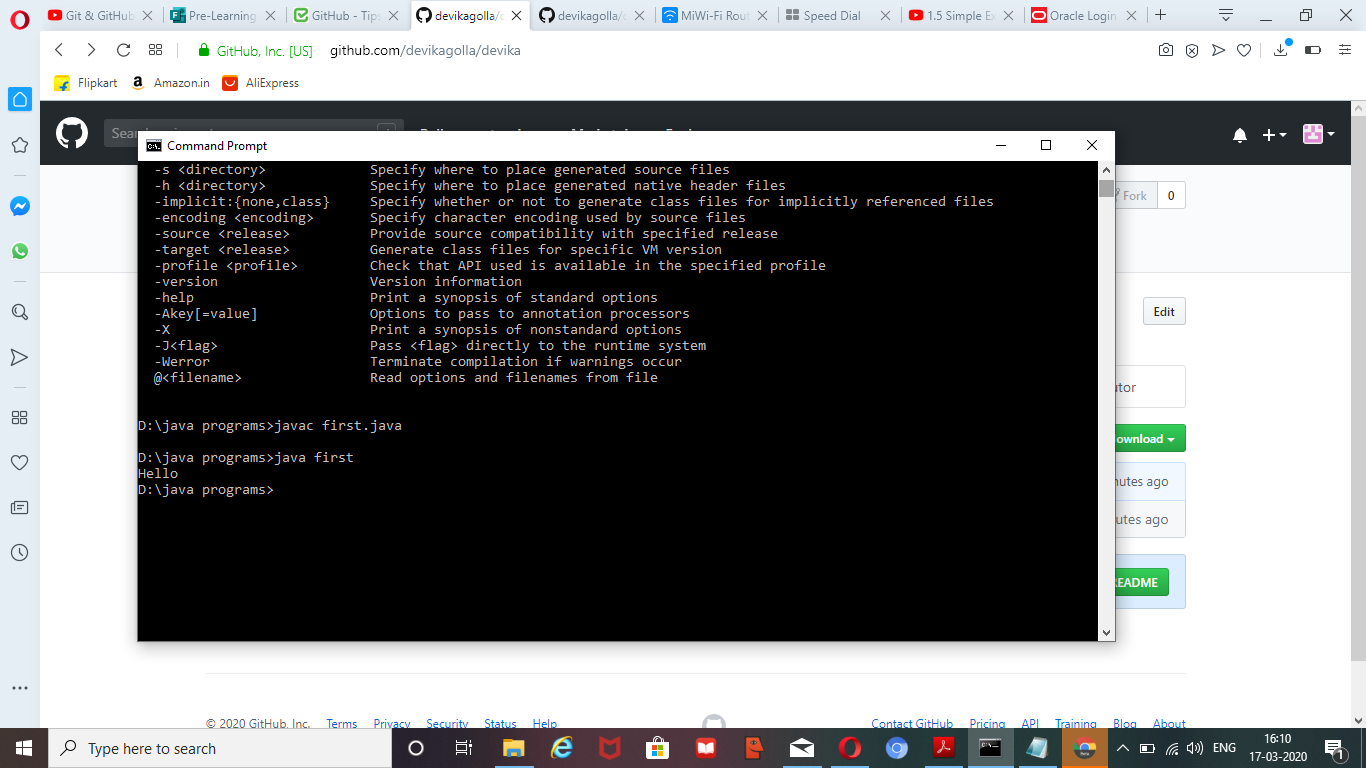 Git & GitHub
Pre-Learning
GitHub - Tips
devikagolla/d
devikagolla/d
MiWi-Fi Rout
Speed Dial
1.5 Simple Ex
Oracle Login
GitHub, Inc. [US] github.com/devikagolla/devika
Flipkart
Amazon.in
AliExpress
Command Prompt
-s <directory> Specify where to place generated source files
-h <directory> Specify where to place generated native header files
-implicit:{none,class} Specify whether or not to generate class files for implicitly referenced files
-encoding <encoding> Specify character encoding used by source files
-source <release> Provide source compatibility with specified release
-target <release> Generate class files for specific VM version
-profile <profile> Check that API used is available in the specified profile
-version Version information
-help Print a synopsis of standard options
-Akey[=value] Options to pass to annotation processors
-X Print a synopsis of nonstandard options
-J<flag> Pass <flag> directly to the runtime system
-Werror Terminate compilation if warnings occur
@<filename> Read options and filenames from file
D:\java programs>javac first.java
D:\java programs>java first
Hello
D:\java programs>
Fork 0
Edit
utor
ownload
nutes ago
utes ago
README
© 2020 GitHub, Inc. Terms Privacy Security Status Help
Contact GitHub Pricing API Training Blog About
Type here to search
ENG
16:10
17-03-2020
1